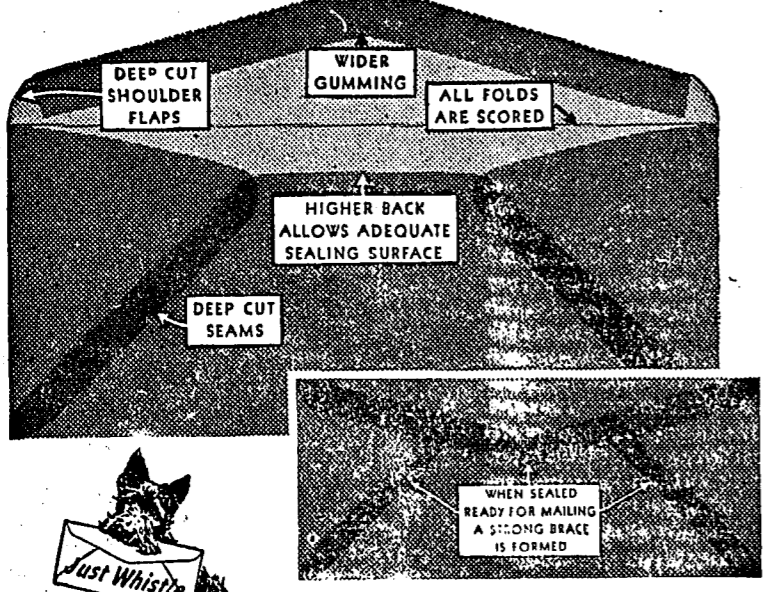 WIDER
GUMMING
DEEP CUT
SHOULDER
FLAPS
ALL FOLDS
ARE SCORED
HIGHER BACK
ALLOWS ADEQUATE
SEALING SURFACE
DEEP CUT
SEAMS
WHEN SEALED
READY FOR MAILING
A STRONG BRACE
IS FORMED
Just Whistle